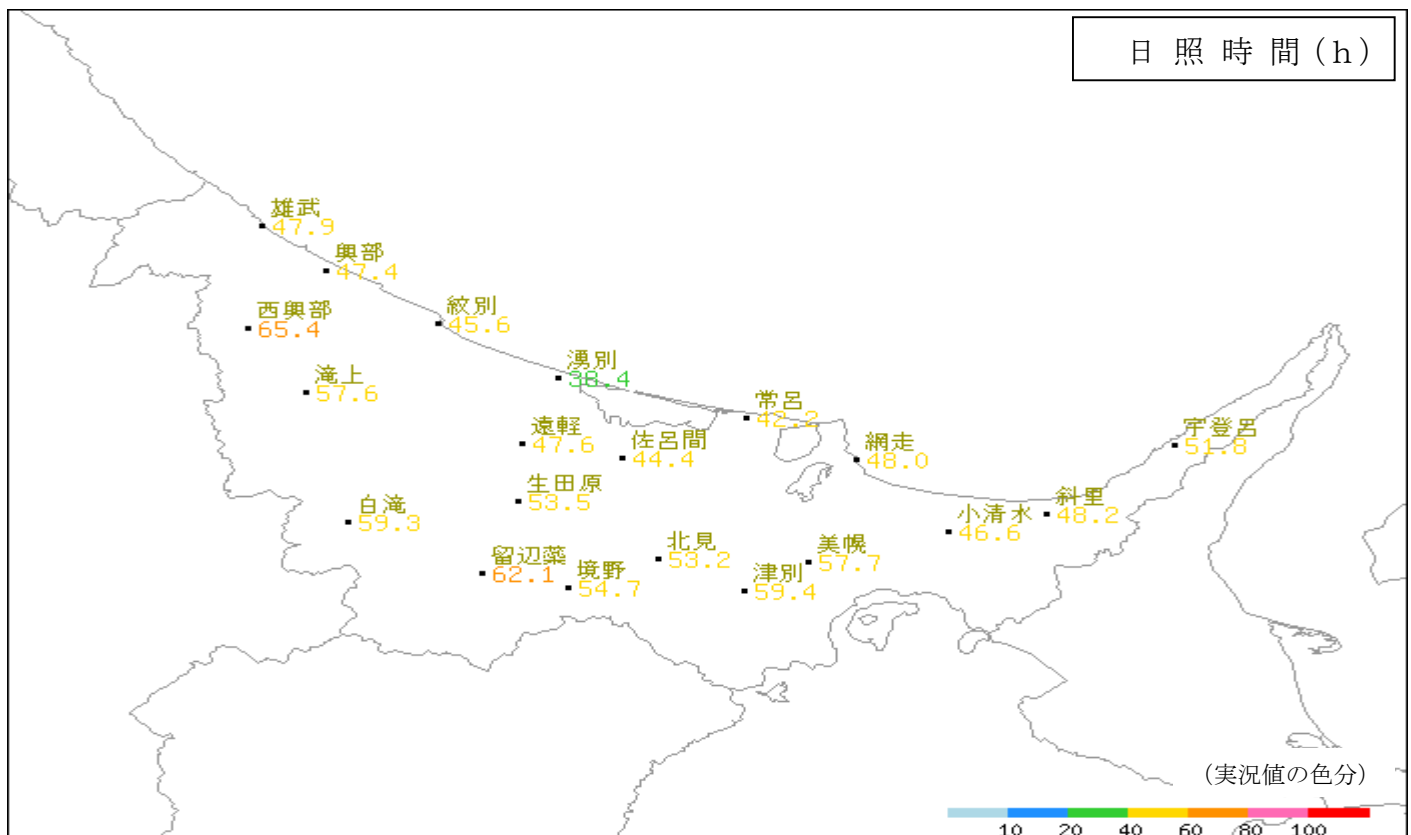 日 照 時 間 (h)
雄武
47.9
興部
47.4
西興部
65.4
紋別
45.6
滝上
57.6
湧別
38.4
常呂
42.2
遠軽
47.6
佐呂間
44.4
網走
48.0
宇登呂
51.8
生田原
53.5
白滝
59.3
斜里
48.2
小清水
46.6
北見
53.2
美幌
57.7
留辺蘂
62.1
境野
54.7
津別
59.4
(実況値の色分)
10 20 40 60 80 100